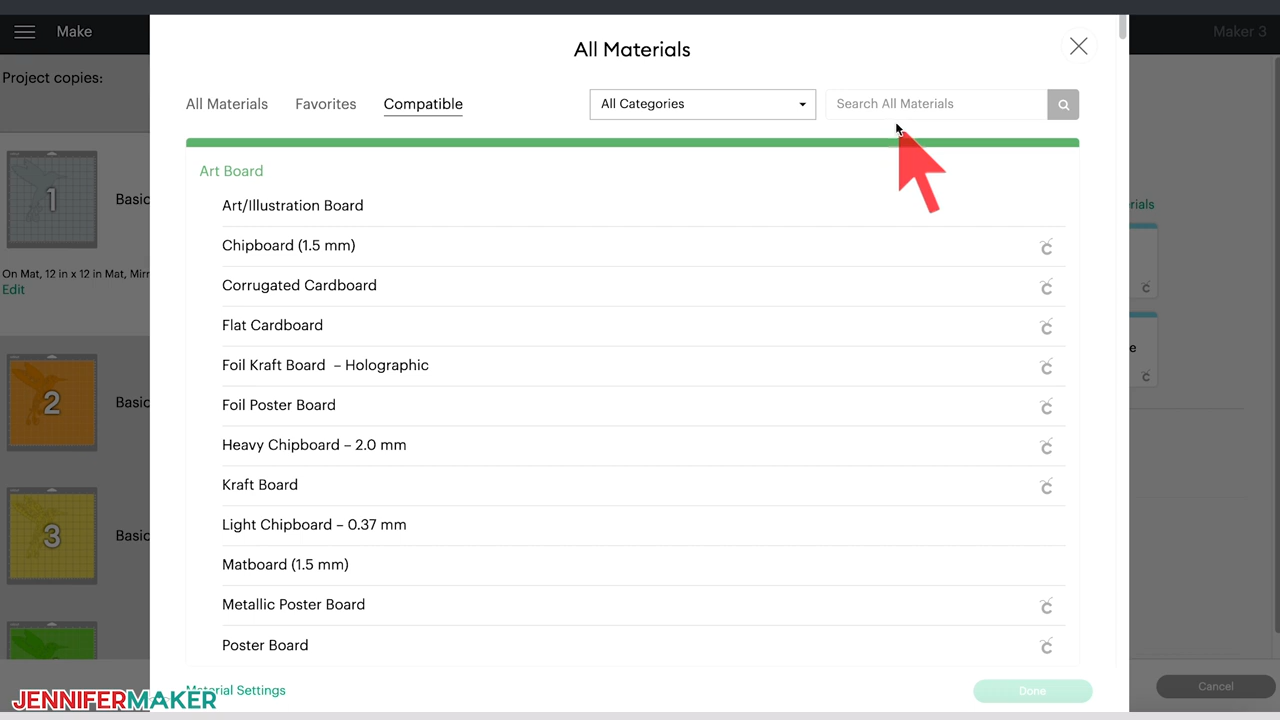 Make
Maker 3
Project copies:
All Materials
All Materials
Favorites
Compatible
All Categories
Search All Materials
Art Board
Art/Illustration Board
Chipboard (1.5 mm)
Corrugated Cardboard
Flat Cardboard
Foil Kraft Board – Holographic
Foil Poster Board
Heavy Chipboard – 2.0 mm
Kraft Board
Light Chipboard – 0.37 mm
Matboard (1.5 mm)
Metallic Poster Board
Poster Board
1
Basic
On Mat, 12 in x 12 in Mat, Mirr
Edit
2
Basic
3
Basic
rials
e
Material Settings
Done
Cancel
JENNIFERMAKER